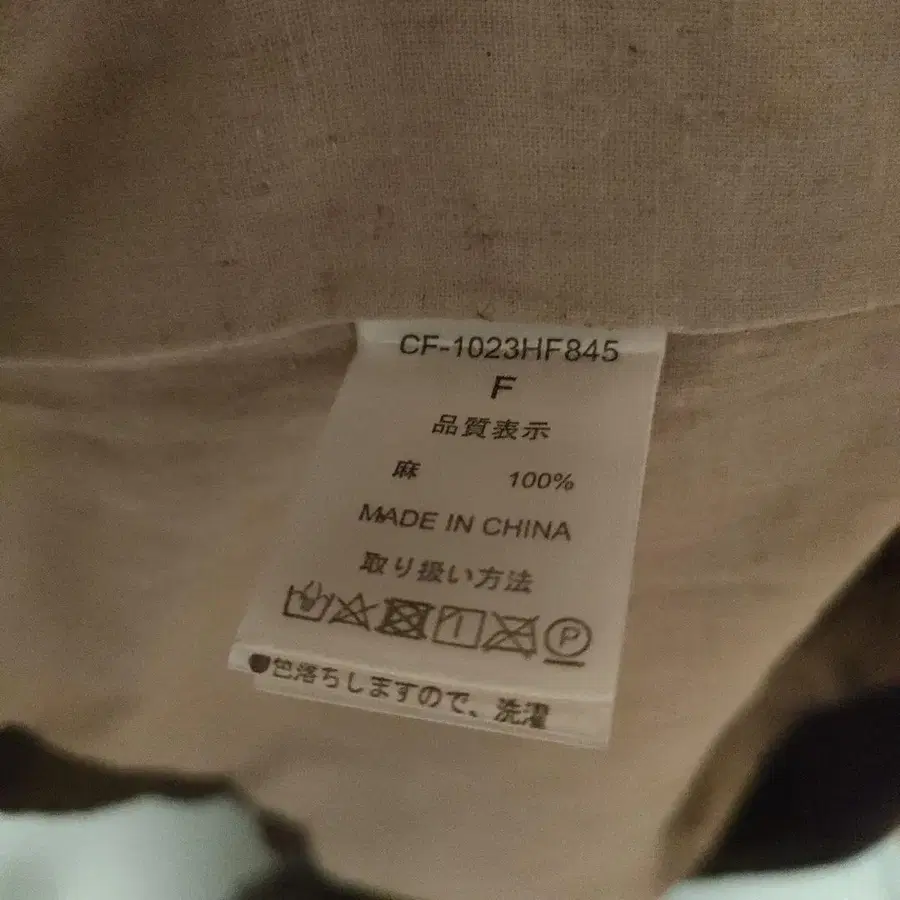 CF-1023HF845
F
品質表示
麻 100%
MADE IN CHINA
取り扱い方法
P
●色落ちしますので、洗濯